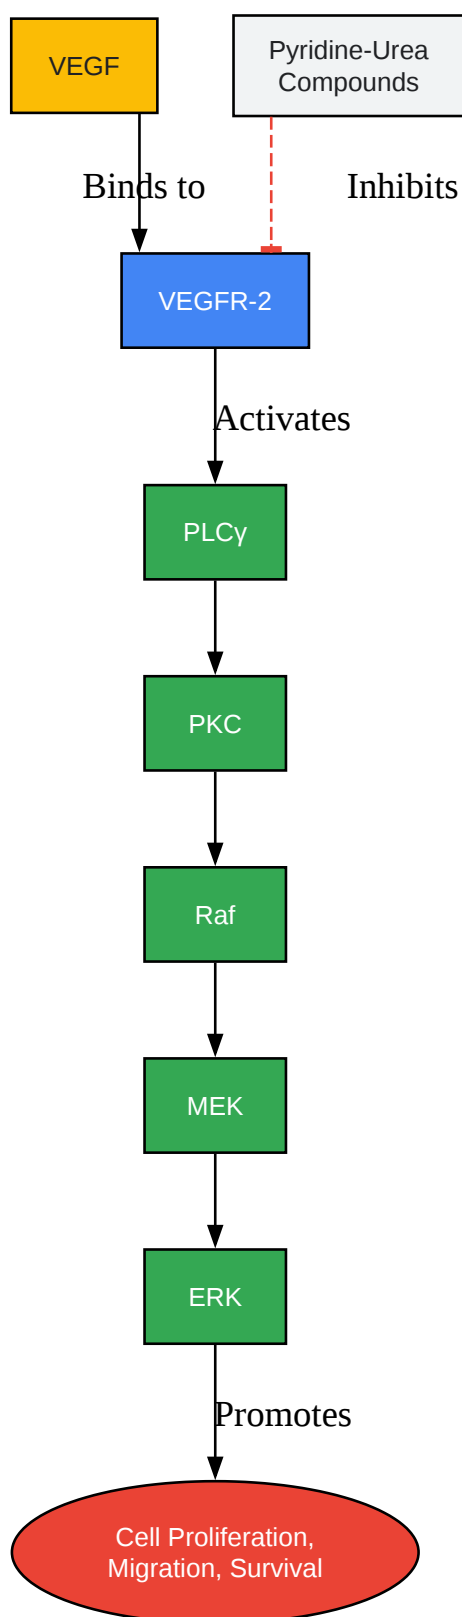 VEGF
Pyridine-Urea
Compounds
Binds to
Inhibits
VEGFR-2
Activates
PLCγ
PKC
Raf
MEK
ERK
Promotes
Cell Proliferation,
Migration, Survival